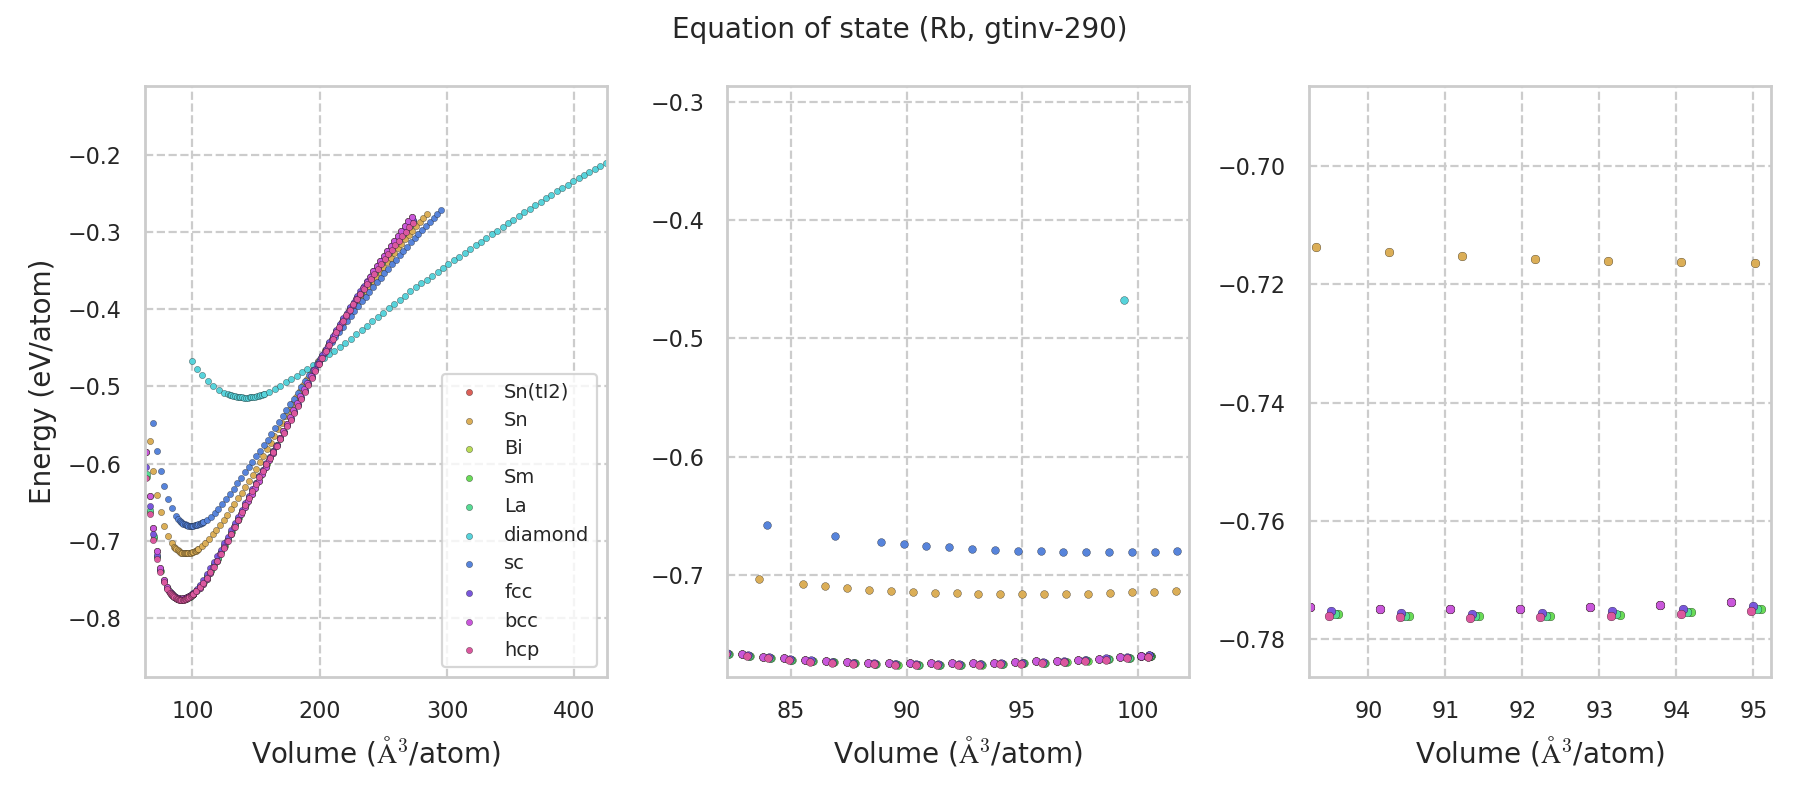 Equation of state (Rb, gtinv-290)
Energy (eV/atom)
−0.2
−0.3
−0.4
−0.5
−0.6
−0.7
−0.8
100
200
300
400
Volume (Å³/atom)
Sn(tI2)
Sn
Bi
Sm
La
diamond
sc
fcc
bcc
hcp
−0.3
−0.4
−0.5
−0.6
−0.7
85
90
95
100
Volume (Å³/atom)
−0.70
−0.72
−0.74
−0.76
−0.78
90
91
92
93
94
95
Volume (Å³/atom)